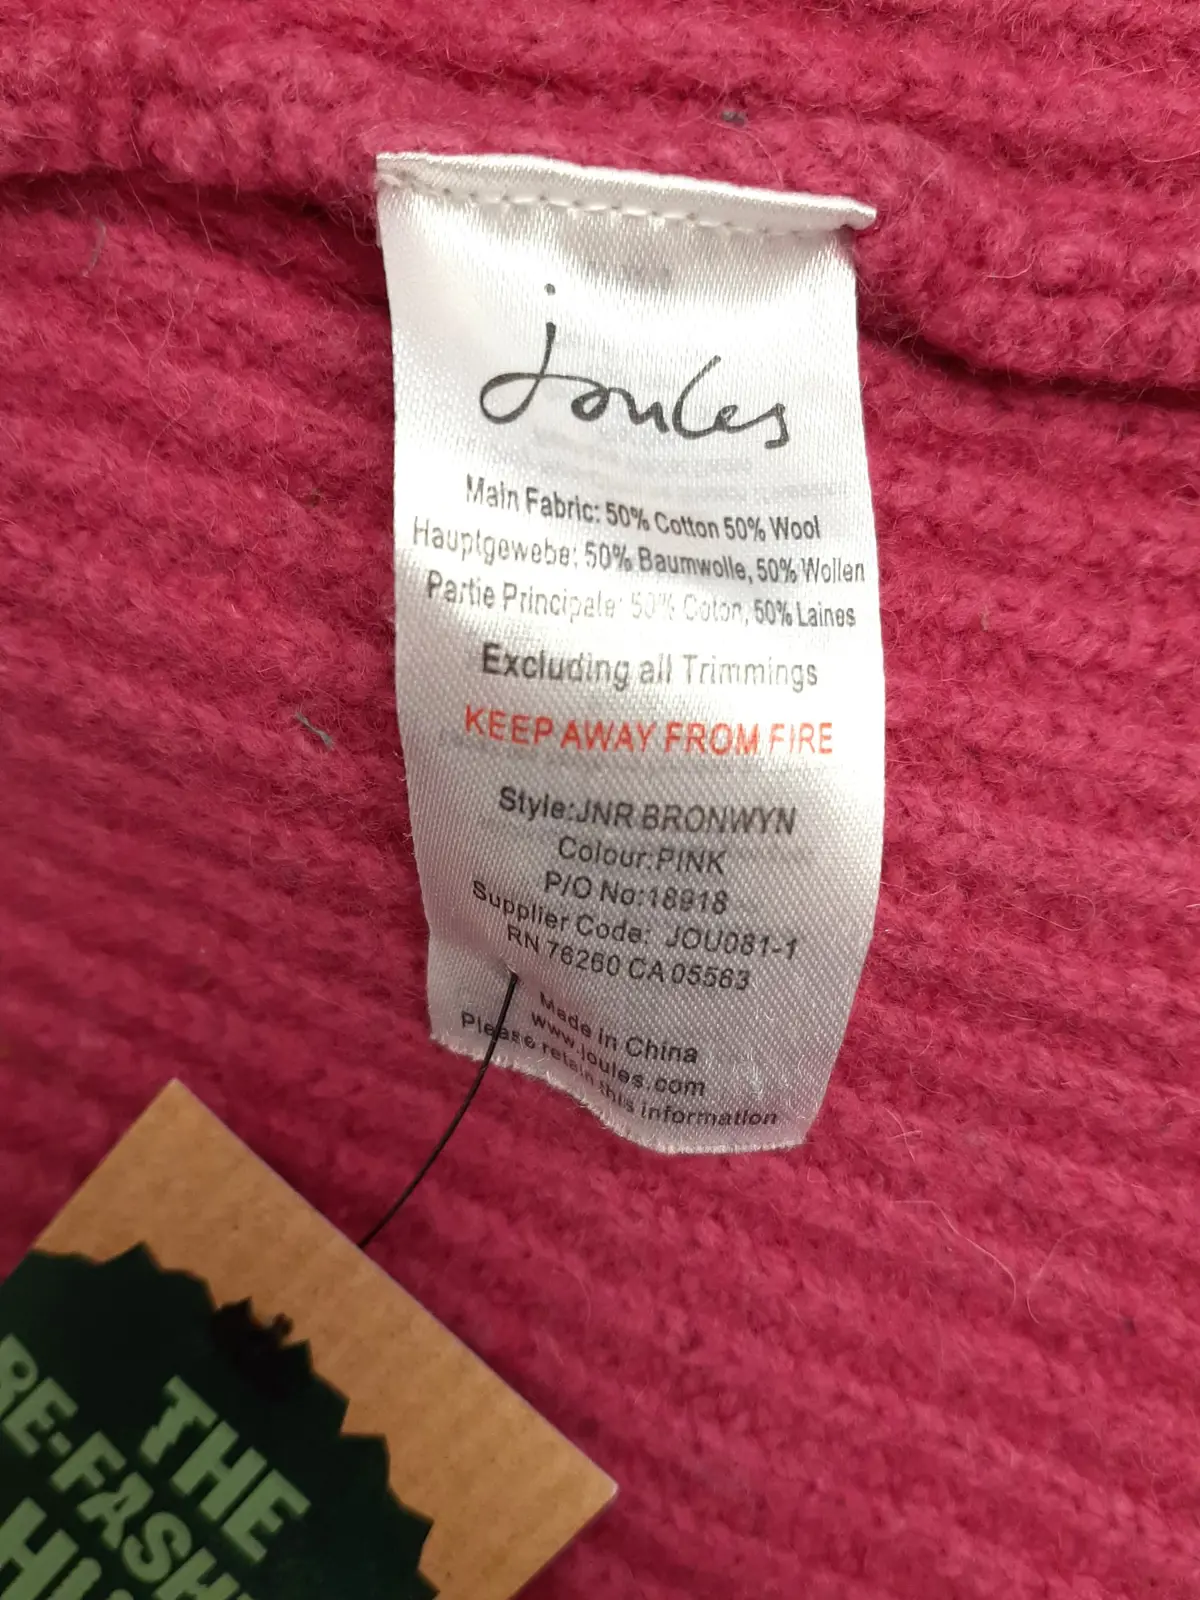 joules
Main Fabric: 50% Cotton 50% Wool
Hauptgewebe: 50% Baumwolle, 50% Wollen
Partie Principale: 50% Coton, 50% Laines
Excluding all Trimmings
KEEP AWAY FROM FIRE
Style:JNR BRONWYN
Colour:PINK
P/O No:18918
Supplier Code: JOU081-1
RN 76260 CA 05563
Made in China
www.joules.com
Please retain this information
THE
RE-FASH